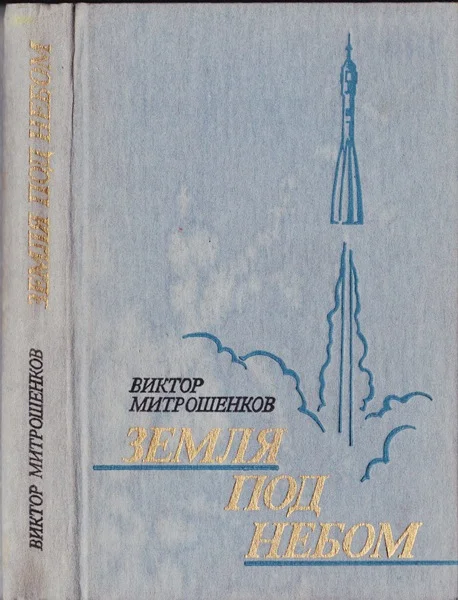 ВИКТОР МИТРОШЕНКОВ ЗЕМЛЯ ПОД НЕБОМ
ВИКТОР
МИТРОШЕНКОВ
ЗЕМЛЯ
ПОД
НЕБОМ